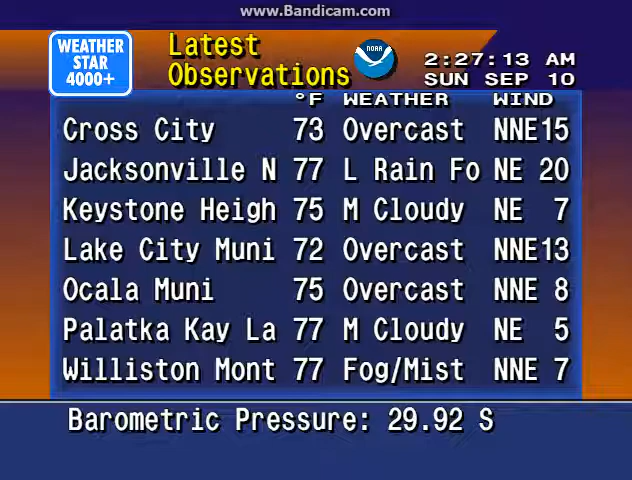 www.Bandicam.com
WEATHER
STAR
4000+
Latest
Observations
NOAA
2:27:13 AM
SUN SEP 10
°F WEATHER WIND
Cross City 73 Overcast NNE15
Jacksonville N 77 L Rain Fo NE 20
Keystone Heigh 75 M Cloudy NE 7
Lake City Muni 72 Overcast NNE13
Ocala Muni 75 Overcast NNE 8
Palatka Kay La 77 M Cloudy NE 5
Williston Mont 77 Fog/Mist NNE 7
Barometric Pressure: 29.92 S